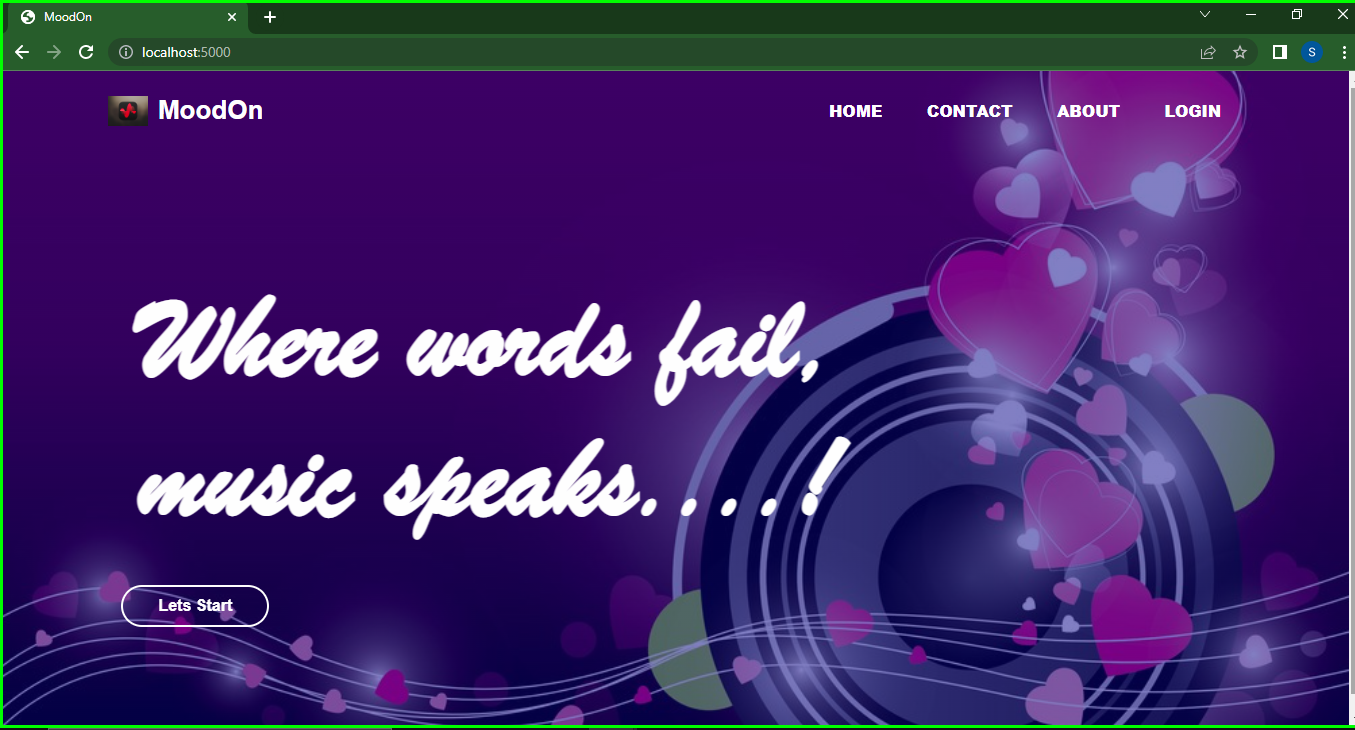 MoodOn
localhost:5000
S
MoodOn
HOME CONTACT ABOUT LOGIN
Where words fail,
music speaks. . . . !
Lets Start